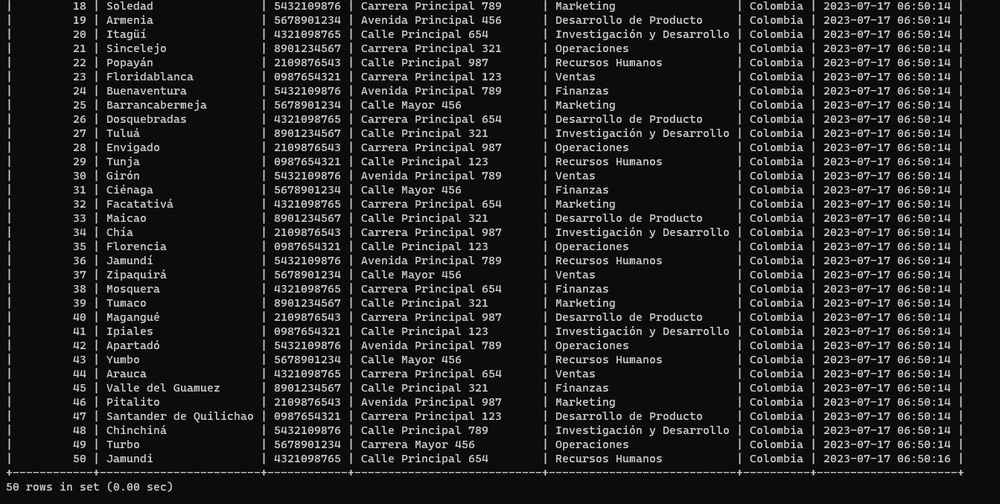 |         18 | Soledad                | 5432109876 | Carrera Principal 789      | Marketing                  | Colombia | 2023-07-17 06:50:14 |
|         19 | Armenia                | 5678901234 | Avenida Principal 456      | Desarrollo de Producto     | Colombia | 2023-07-17 06:50:14 |
|         20 | Itagüí                 | 4321098765 | Calle Principal 654        | Investigación y Desarrollo | Colombia | 2023-07-17 06:50:14 |
|         21 | Sincelejo              | 8901234567 | Carrera Principal 321      | Operaciones                | Colombia | 2023-07-17 06:50:14 |
|         22 | Popayán                | 2109876543 | Calle Principal 987        | Recursos Humanos           | Colombia | 2023-07-17 06:50:14 |
|         23 | Floridablanca          | 0987654321 | Carrera Principal 123      | Ventas                     | Colombia | 2023-07-17 06:50:14 |
|         24 | Buenaventura           | 5432109876 | Avenida Principal 789      | Finanzas                   | Colombia | 2023-07-17 06:50:14 |
|         25 | Barrancabermeja        | 5678901234 | Calle Mayor 456            | Marketing                  | Colombia | 2023-07-17 06:50:14 |
|         26 | Dosquebradas           | 4321098765 | Carrera Principal 654      | Desarrollo de Producto     | Colombia | 2023-07-17 06:50:14 |
|         27 | Tuluá                  | 8901234567 | Calle Principal 321        | Investigación y Desarrollo | Colombia | 2023-07-17 06:50:14 |
|         28 | Envigado               | 2109876543 | Carrera Principal 987      | Operaciones                | Colombia | 2023-07-17 06:50:14 |
|         29 | Tunja                  | 0987654321 | Calle Principal 123        | Recursos Humanos           | Colombia | 2023-07-17 06:50:14 |
|         30 | Girón                  | 5432109876 | Avenida Principal 789      | Ventas                     | Colombia | 2023-07-17 06:50:14 |
|         31 | Ciénaga                | 5678901234 | Calle Mayor 456            | Finanzas                   | Colombia | 2023-07-17 06:50:14 |
|         32 | Facatativá             | 4321098765 | Carrera Principal 654      | Marketing                  | Colombia | 2023-07-17 06:50:14 |
|         33 | Maicao                 | 8901234567 | Calle Principal 321        | Desarrollo de Producto     | Colombia | 2023-07-17 06:50:14 |
|         34 | Chía                   | 2109876543 | Carrera Principal 987      | Investigación y Desarrollo | Colombia | 2023-07-17 06:50:14 |
|         35 | Florencia              | 0987654321 | Calle Principal 123        | Operaciones                | Colombia | 2023-07-17 06:50:14 |
|         36 | Jamundí                | 5432109876 | Avenida Principal 789      | Recursos Humanos           | Colombia | 2023-07-17 06:50:14 |
|         37 | Zipaquirá              | 5678901234 | Calle Mayor 456            | Ventas                     | Colombia | 2023-07-17 06:50:14 |
|         38 | Mosquera               | 4321098765 | Carrera Principal 654      | Finanzas                   | Colombia | 2023-07-17 06:50:14 |
|         39 | Tumaco                 | 8901234567 | Calle Principal 321        | Marketing                  | Colombia | 2023-07-17 06:50:14 |
|         40 | Magangué               | 2109876543 | Carrera Principal 987      | Desarrollo de Producto     | Colombia | 2023-07-17 06:50:14 |
|         41 | Ipiales                | 0987654321 | Calle Principal 123        | Investigación y Desarrollo | Colombia | 2023-07-17 06:50:14 |
|         42 | Apartadó               | 5432109876 | Avenida Principal 789      | Operaciones                | Colombia | 2023-07-17 06:50:14 |
|         43 | Yumbo                  | 5678901234 | Calle Mayor 456            | Recursos Humanos           | Colombia | 2023-07-17 06:50:14 |
|         44 | Arauca                 | 4321098765 | Carrera Principal 654      | Ventas                     | Colombia | 2023-07-17 06:50:14 |
|         45 | Valle del Guamuez      | 8901234567 | Calle Principal 321        | Finanzas                   | Colombia | 2023-07-17 06:50:14 |
|         46 | Pitalito               | 2109876543 | Avenida Principal 987      | Marketing                  | Colombia | 2023-07-17 06:50:14 |
|         47 | Santander de Quilichao | 0987654321 | Carrera Principal 123      | Desarrollo de Producto     | Colombia | 2023-07-17 06:50:14 |
|         48 | Chinchiná              | 5432109876 | Calle Principal 789        | Investigación y Desarrollo | Colombia | 2023-07-17 06:50:14 |
|         49 | Turbo                  | 5678901234 | Carrera Mayor 456          | Operaciones                | Colombia | 2023-07-17 06:50:14 |
|         50 | Jamundi                | 4321098765 | Calle Principal 654        | Recursos Humanos           | Colombia | 2023-07-17 06:50:16 |
+------------+------------------------+------------+----------------------------+----------------------------+----------+---------------------+
50 rows in set (0.00 sec)